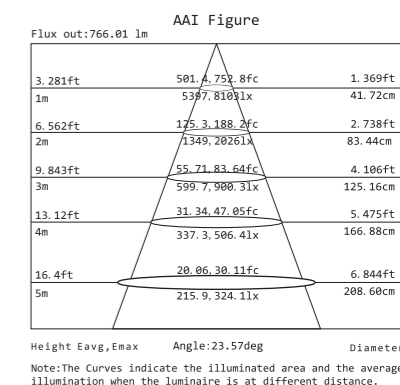 AAI Figure
Flux out:766.01 lm
3.281ft 501.4,752.8fc 1.369ft
1m 5397,8103lx 41.72cm
6.562ft 125.3,188.2fc 2.738ft
2m 1349,2026lx 83.44cm
9.843ft 55.71,83.64fc 4.106ft
3m 599.7,900.3lx 125.16cm
13.12ft 31.34,47.05fc 5.475ft
4m 337.3,506.4lx 166.88cm
16.4ft 20.06,30.11fc 6.844ft
5m 215.9,324.1lx 208.60cm
Height Eavg,Emax Angle:23.57deg Diameter
Note:The Curves indicate the illuminated area and the average
illumination when the luminaire is at different distance.